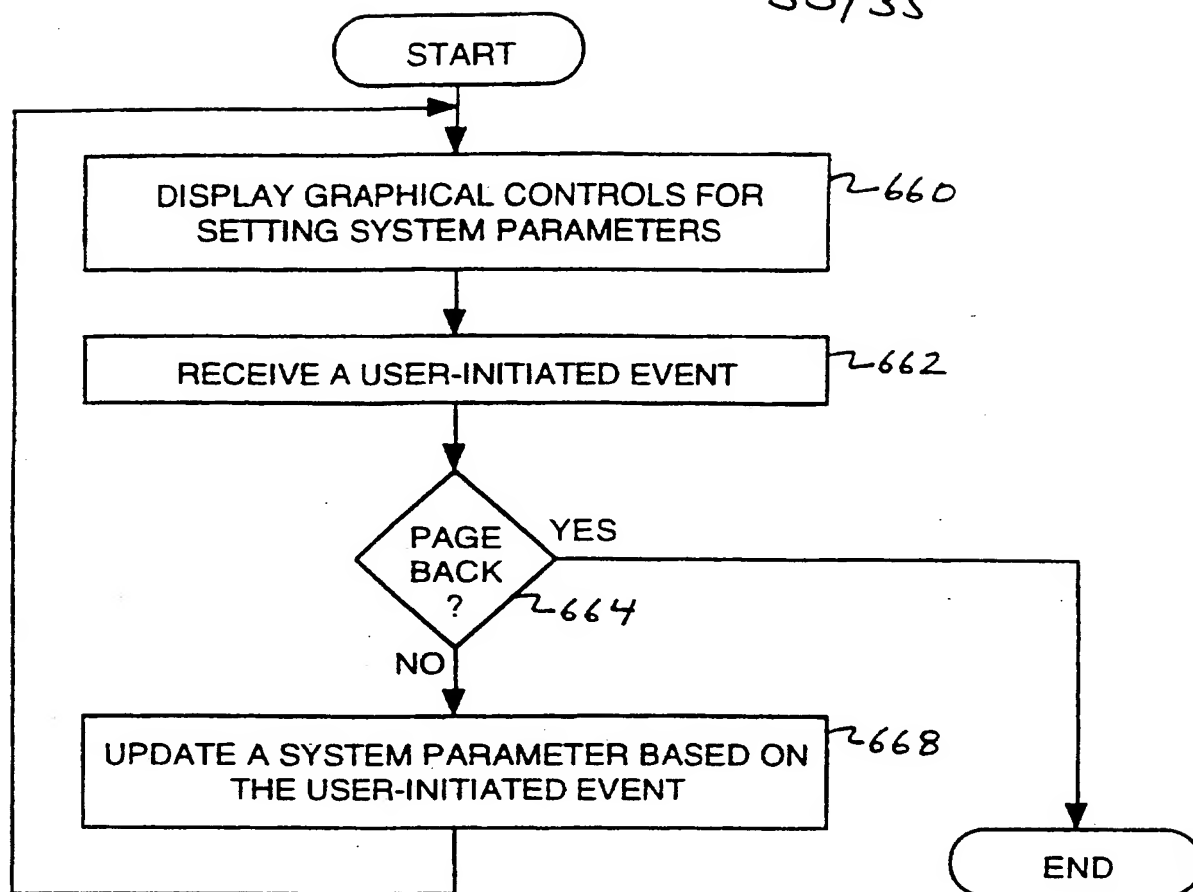 START
DISPLAY GRAPHICAL CONTROLS FOR
SETTING SYSTEM PARAMETERS
660
RECEIVE A USER-INITIATED EVENT
662
PAGE
BACK
?
YES
664
NO
UPDATE A SYSTEM PARAMETER BASED ON
THE USER-INITIATED EVENT
668
END